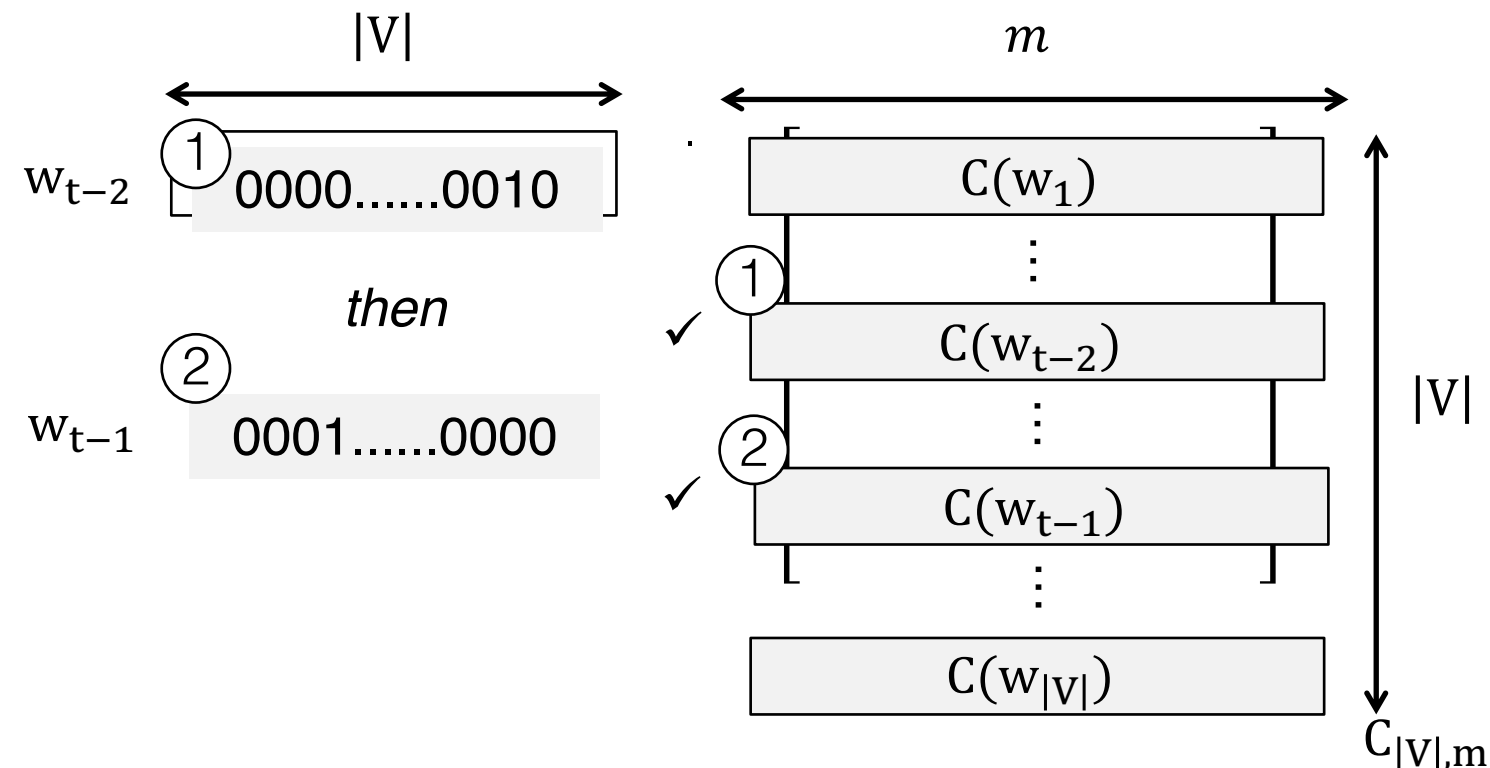 |V|
m
1
w_{t−2}
0000......0010
.
C(w_1)
⋮
then
1
✓
C(w_{t−2})
2
w_{t−1}
0001......0000
⋮
|V|
2
✓
C(w_{t−1})
⋮
C(w_{|V|})
C_{|V|,m}